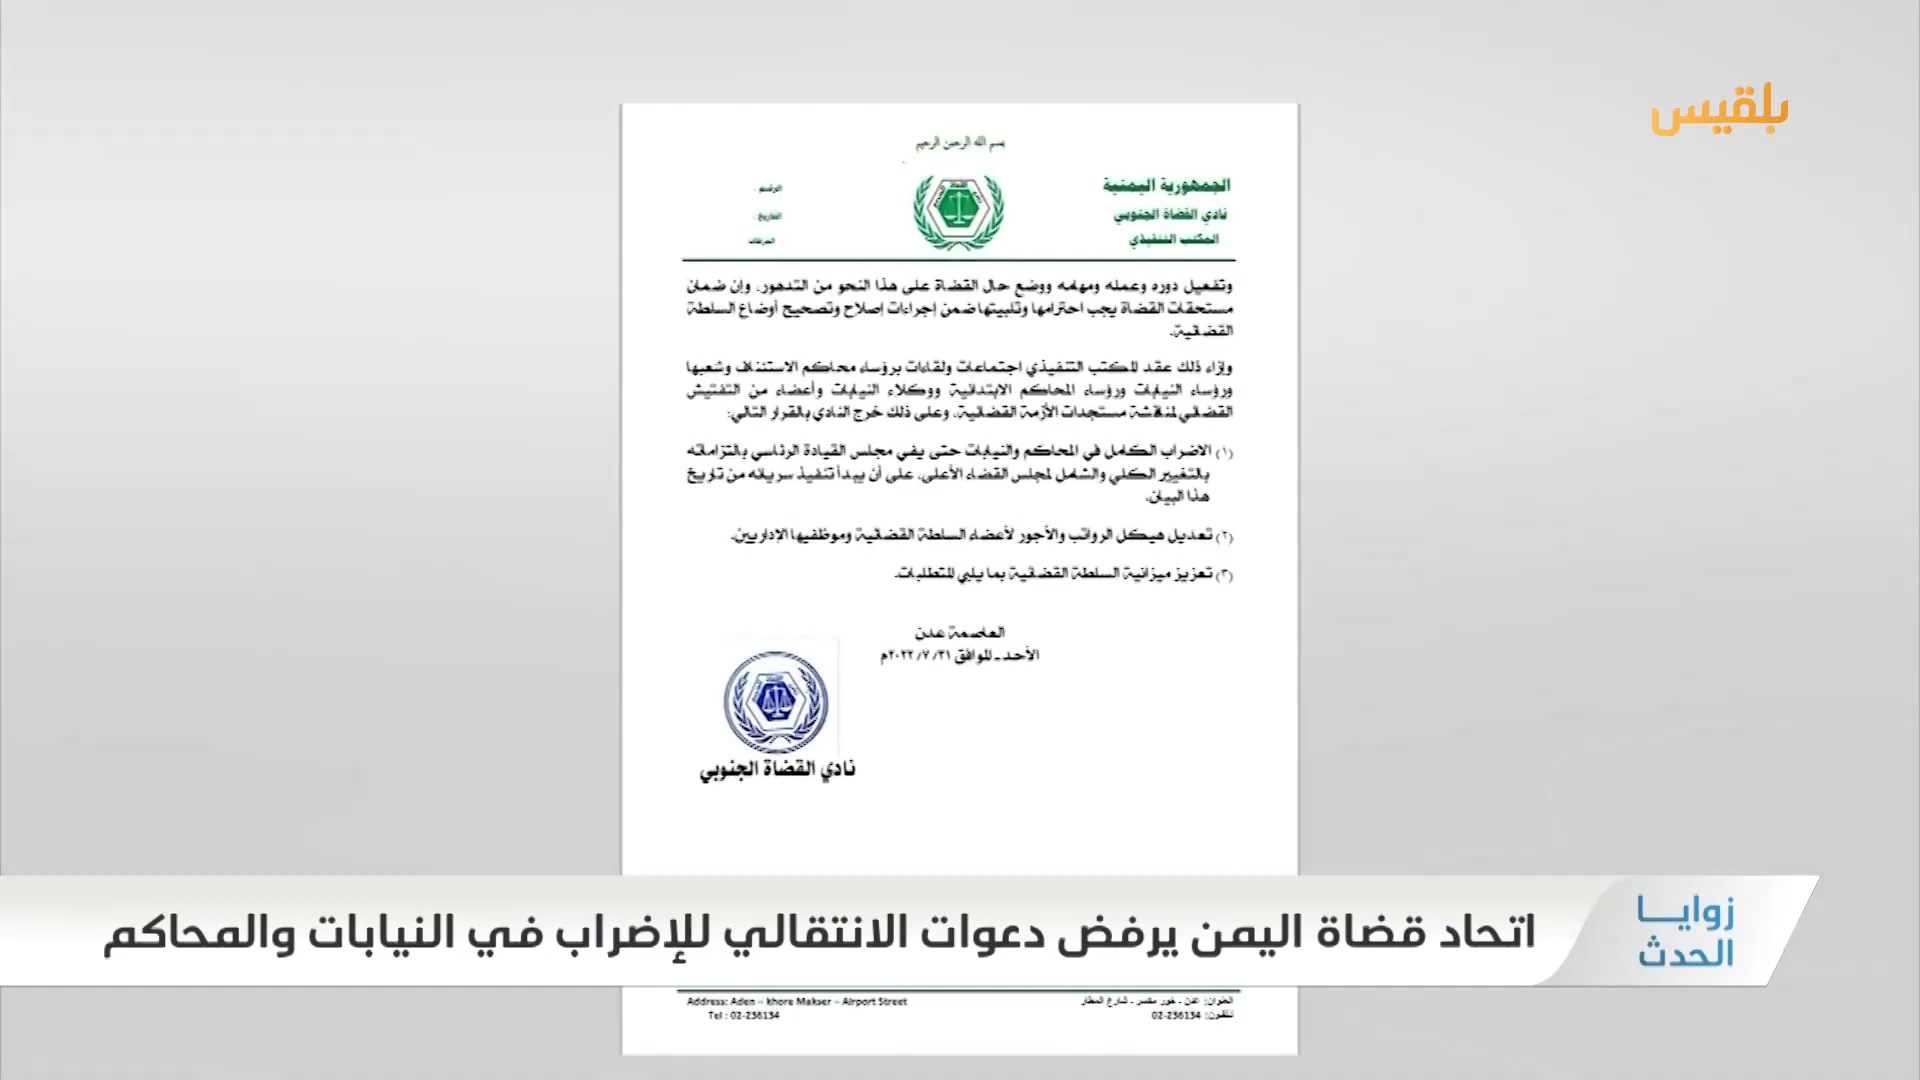 بلقيس
بسم الله الرحمن الرحيم
الجمهورية اليمنية
نادي القضاة الجنوبي
المكتب التنفيذي
الرقم :
التاريخ :
المرفقات
وتفعيل دوره وعمله ومهامه ووضع حال القضاة على هذا النحو من التدهور، وإن ضمان
مستحقات القضاة يجب احترامها وتلبيتها ضمن إجراءات إصلاح وتصحيح أوضاع السلطة
القضائية.
وإزاء ذلك عقد المكتب التنفيذي اجتماعات ولقاءات برؤساء محاكم الاستئناف وشعبها
ورؤساء النيابات ورؤساء المحاكم الابتدائية ووكلاء النيابات وأعضاء من التفتيش
القضائي لمناقشة مستجدات الأزمة القضائية، وعلى ذلك خرج النادي بالقرار التالي:
(١) الاضراب الكامل في المحاكم والنيابات حتى يفي مجلس القيادة الرئاسي بالتزاماته
بالتغيير الكلي والشامل لمجلس القضاء الأعلى، على أن يبدأ تنفيذ سريانه من تاريخ
هذا البيان.
(٢) تعديل هيكل الرواتب والأجور لأعضاء السلطة القضائية وموظفيها الإداريين.
(٣) تعزيز ميزانية السلطة القضائية بما يلبي المتطلبات.
العاصمة عدن
الأحد ـ الموافق ٢٠٢٢/٧/٣١م
نادي القضاة الجنوبي
زوايا
الحدث
اتحاد قضاة اليمن يرفض دعوات الانتقالي للإضراب في النيابات والمحاكم
العنوان: عدن - خور مكسر - شارع المطار
تلفون: 02-236134
Address: Aden – khore Makser – Airport Street
Tel : 02-236134